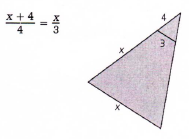 x + 4 / 4 = x / 3
4
3
x
x